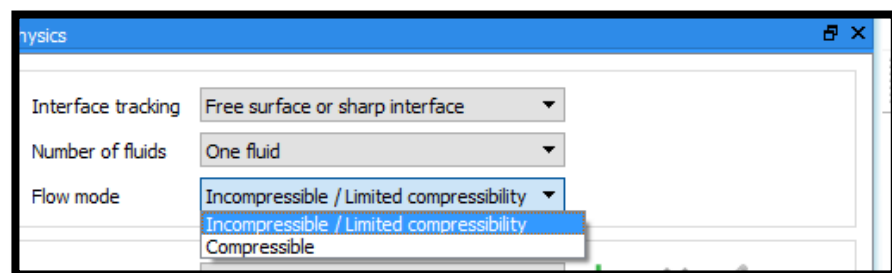 hysics
Interface tracking Free surface or sharp interface
Number of fluids One fluid
Flow mode Incompressible / Limited compressibility
Incompressible / Limited compressibility
Compressible